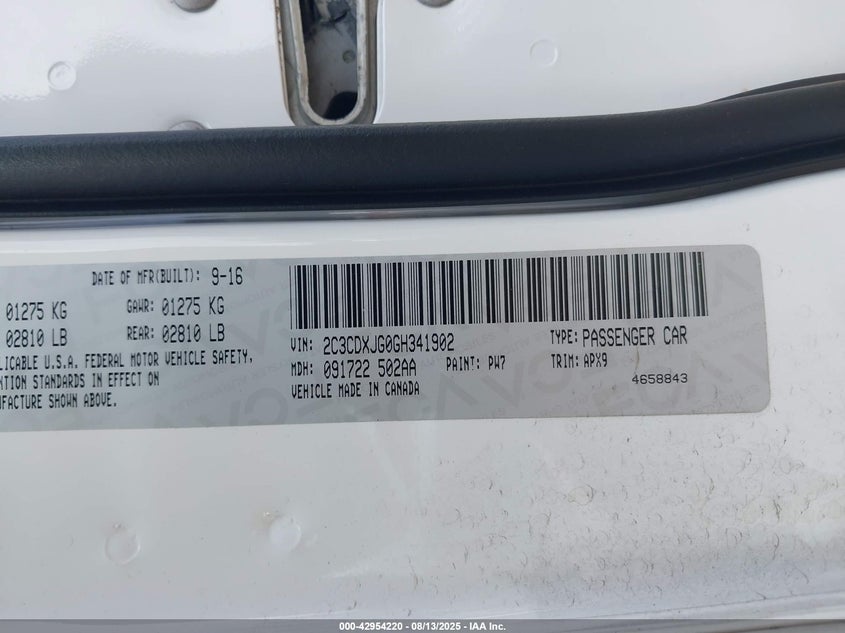 DATE OF MFR(BUILT): 9-16
01275 KG GAWR: 01275 KG
02810 LB REAR: 02810 LB
LICABLE U.S.A. FEDERAL MOTOR VEHICLE SAFETY,
NTION STANDARDS IN EFFECT ON
UFACTURE SHOWN ABOVE.
VIN: 2C3CDXJG0GH341902 TYPE: PASSENGER CAR
MDH: 091722 502AA PAINT: PW7 TRIM: APX9
VEHICLE MADE IN CANADA 4658843
000-42954220 - 08/13/2025 - IAA Inc.